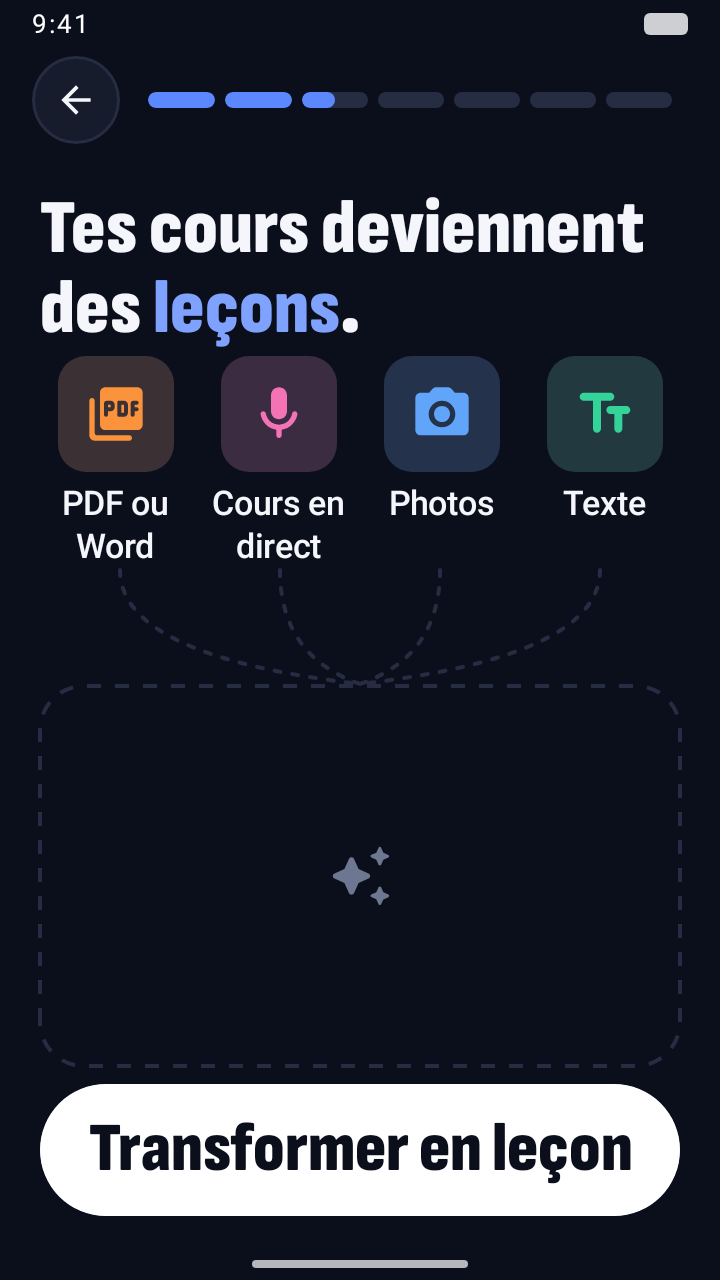 9:41
Tes cours deviennent
des leçons.
PDF
PDF ou
Word
Cours en
direct
Photos
Tт
Texte
Transformer en leçon